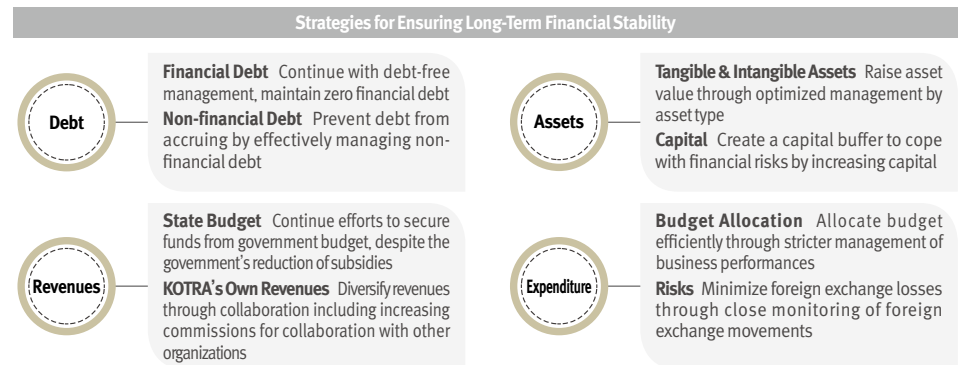 Strategies for Ensuring Long-Term Financial Stability
Debt
Financial Debt Continue with debt-free
management, maintain zero financial debt
Non-financial Debt Prevent debt from
accruing by effectively managing non-
financial debt
Assets
Tangible & Intangible Assets Raise asset
value through optimized management by
asset type
Capital Create a capital buffer to cope
with financial risks by increasing capital
Revenues
State Budget Continue efforts to secure
funds from government budget, despite the
government's reduction of subsidies
KOTRA's Own Revenues Diversify revenues
through collaboration including increasing
commissions for collaboration with other
organizations
Expenditure
Budget Allocation Allocate budget
efficiently through stricter management of
business performances
Risks Minimize foreign exchange losses
through close monitoring of foreign
exchange movements